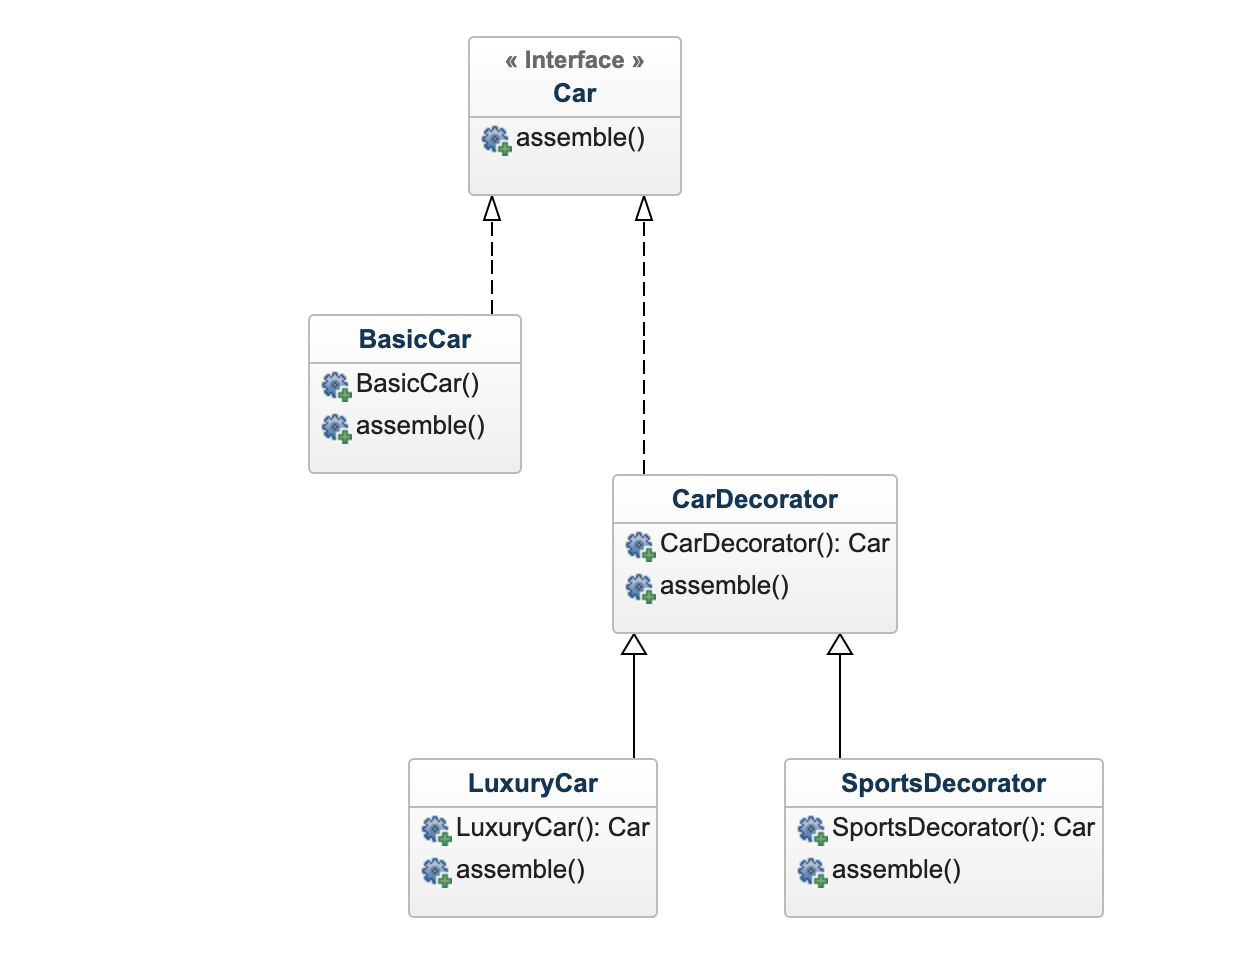 « Interface »
Car
assemble()
BasicCar
BasicCar()
assemble()
CarDecorator
CarDecorator(): Car
assemble()
LuxuryCar
LuxuryCar(): Car
assemble()
SportsDecorator
SportsDecorator(): Car
assemble()